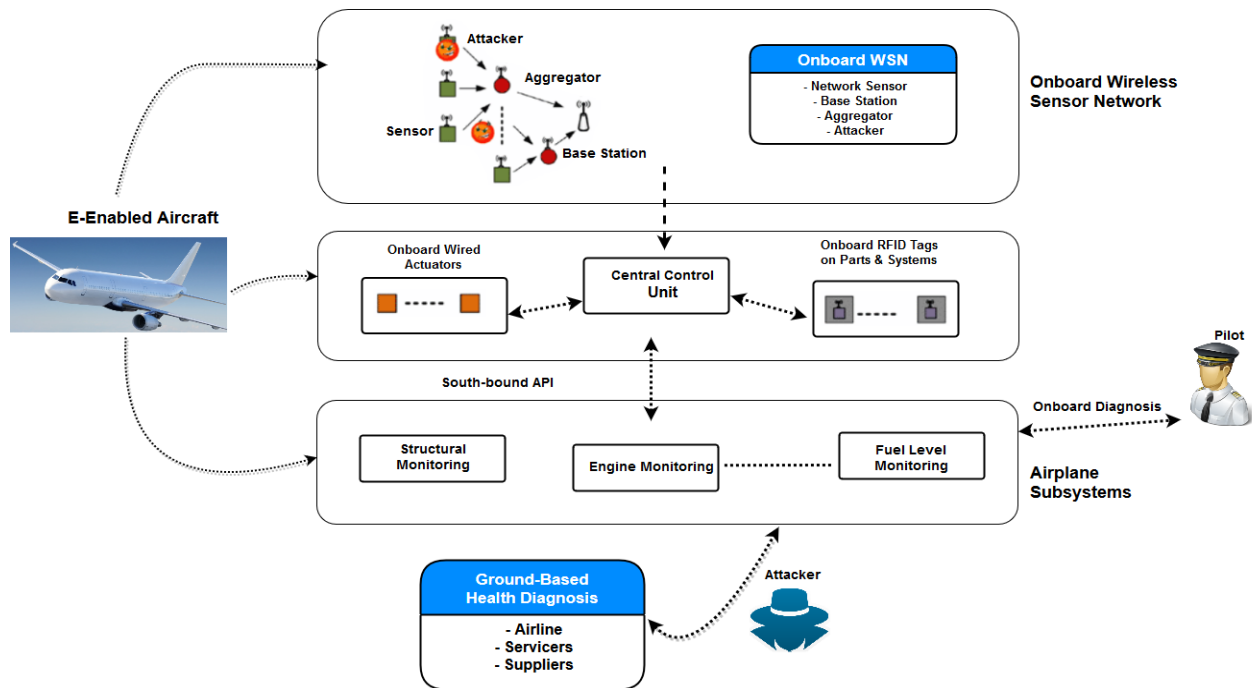 Attacker
Aggregator
Sensor
Base Station
Onboard WSN
- Network Sensor
- Base Station
- Aggregator
- Attacker
Onboard Wireless
Sensor Network
E-Enabled Aircraft
Onboard Wired
Actuators
Central Control
Unit
Onboard RFID Tags
on Parts & Systems
South-bound API
Pilot
Onboard Diagnosis
Structural
Monitoring
Engine Monitoring
Fuel Level
Monitoring
Airplane
Subsystems
Ground-Based
Health Diagnosis
- Airline
- Servicers
- Suppliers
Attacker